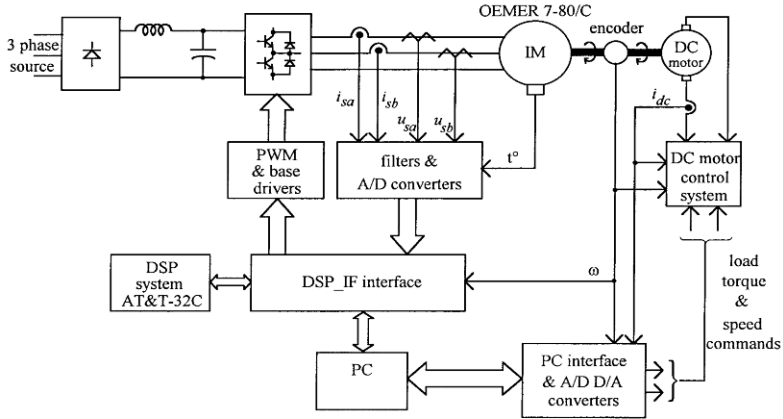 OEMER 7-80/C
3 phase
source
IM
encoder
DC
motor
i_sa
i_sb
u_sa
u_sb
i_dc
PWM
& base
drivers
filters &
A/D converters
t°
DC motor
control
system
DSP
system
AT&T-32C
DSP_IF interface
ω
load
torque
&
speed
commands
PC
PC interface
& A/D D/A
converters